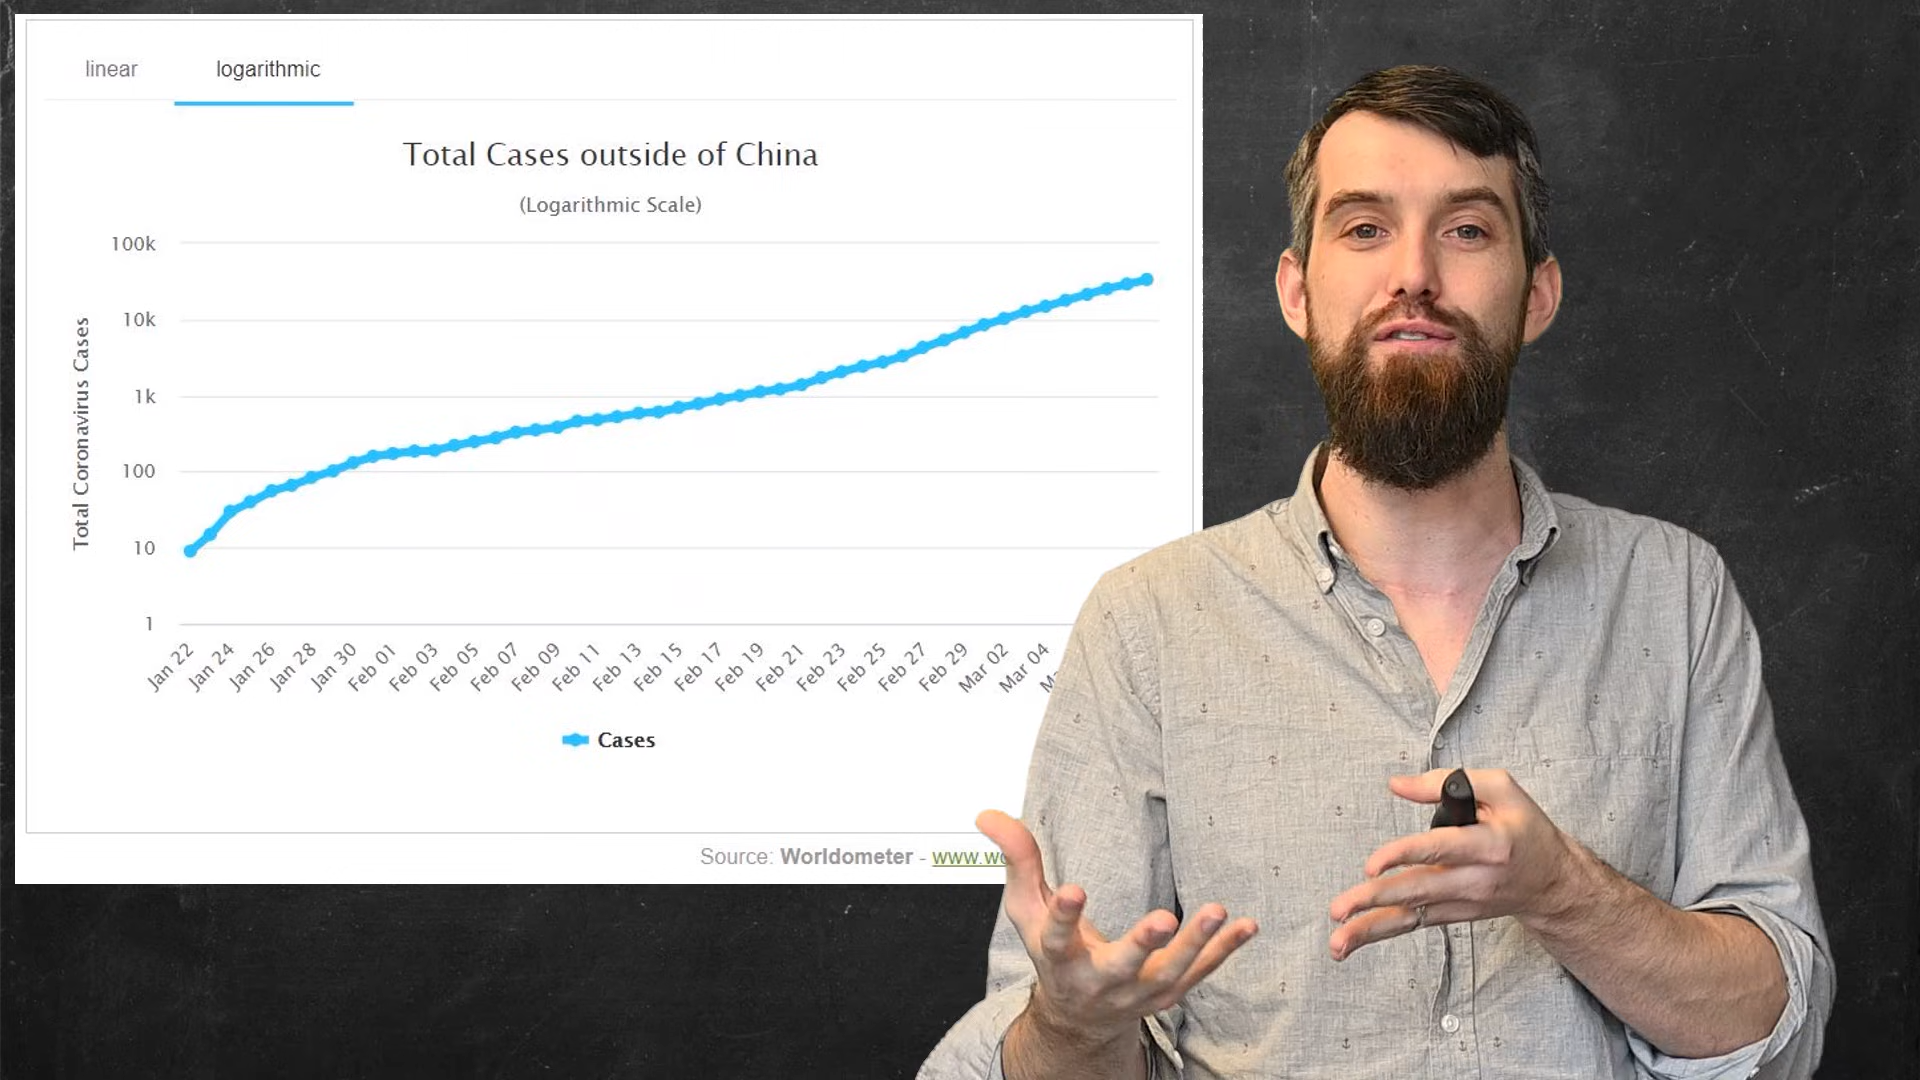 linear logarithmic
Total Cases outside of China
(Logarithmic Scale)
Total Coronavirus Cases
100k
10k
1k
100
10
1
Jan 22 Jan 24 Jan 26 Jan 28 Jan 30 Feb 01 Feb 03 Feb 05 Feb 07 Feb 09 Feb 11 Feb 13 Feb 15 Feb 17 Feb 19 Feb 21 Feb 23 Feb 25 Feb 27 Feb 29 Mar 02 Mar 04
Cases
Source: Worldometer -